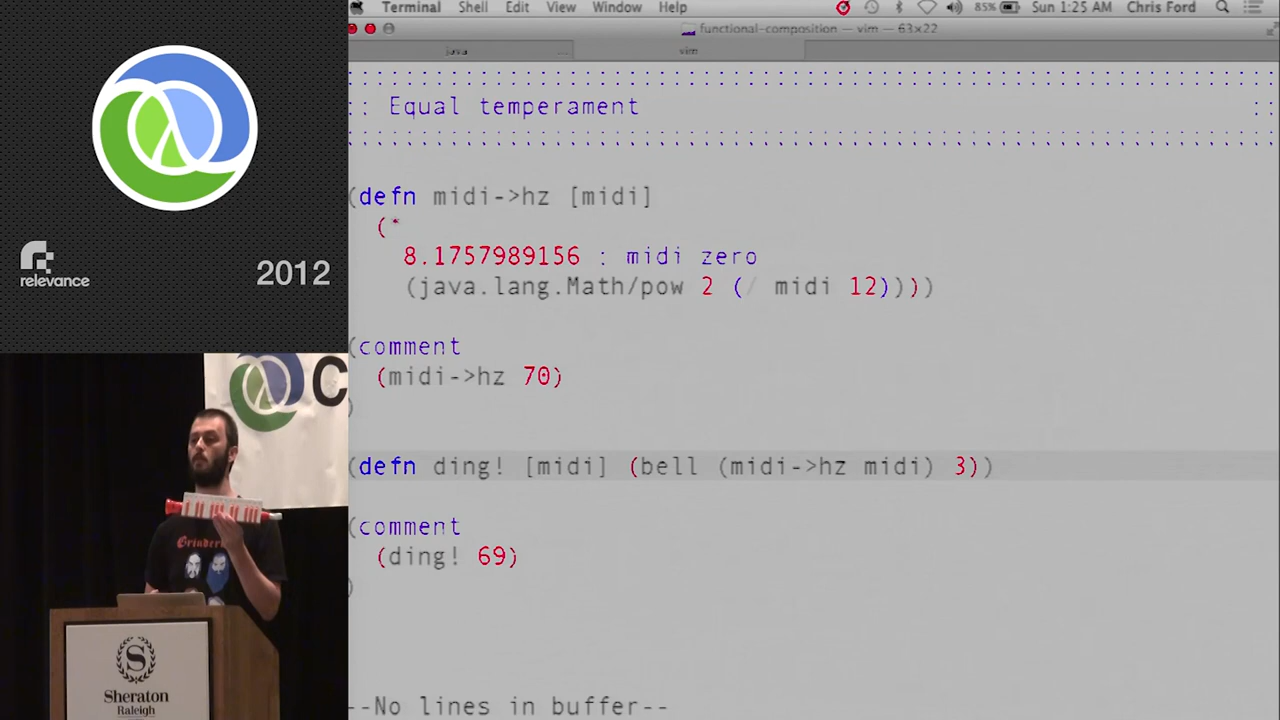 Terminal Shell Edit View Window Help 85% Sun 1:25 AM Chris Ford
functional-composition — vim — 63×22
java ... vim
:::::::::::::::::::::::::::::::::::::::::::::::::::::::::::::::
:: Equal temperament ::
:::::::::::::::::::::::::::::::::::::::::::::::::::::::::::::::
(defn midi->hz [midi]
(*
8.1757989156 ; midi zero
(java.lang.Math/pow 2 (/ midi 12))))
(comment
(midi->hz 70)
)
(defn ding! [midi] (bell (midi->hz midi) 3))
(comment
(ding! 69)
)
--No lines in buffer--
relevance
2012
C
Sheraton
Raleigh
S